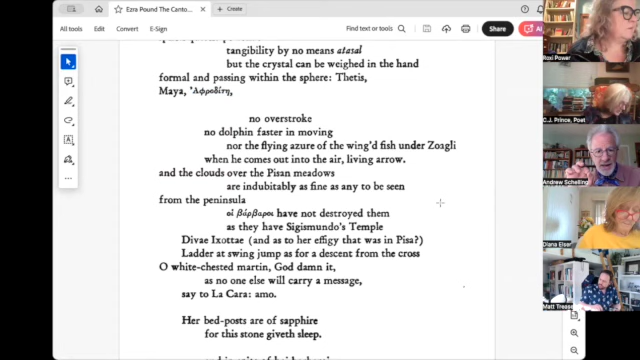 Ezra Pound The Canto...
+ Create
All tools
Edit
Convert
E-Sign
Find text or tools
Share
AI
tangibility by no means atasal
but the crystal can be weighed in the hand
formal and passing within the sphere: Thetis,
Maya, 'Αφροδίτη,
no overstroke
no dolphin faster in moving
nor the flying azure of the wing'd fish under Zoagli
when he comes out into the air, living arrow.
and the clouds over the Pisan meadows
are indubitably as fine as any to be seen
from the peninsula
οἱ βάρβαροι have not destroyed them
as they have Sigismundo's Temple
Divae Ixottae (and as to her effigy that was in Pisa?)
Ladder at swing jump as for a descent from the cross
O white-chested martin, God damn it,
as no one else will carry a message,
say to La Cara: amo.
Her bed-posts are of sapphire
for this stone giveth sleep.
Roxi Power
C.J. Prince, Poet
Andrew Schelling
Diana Elser